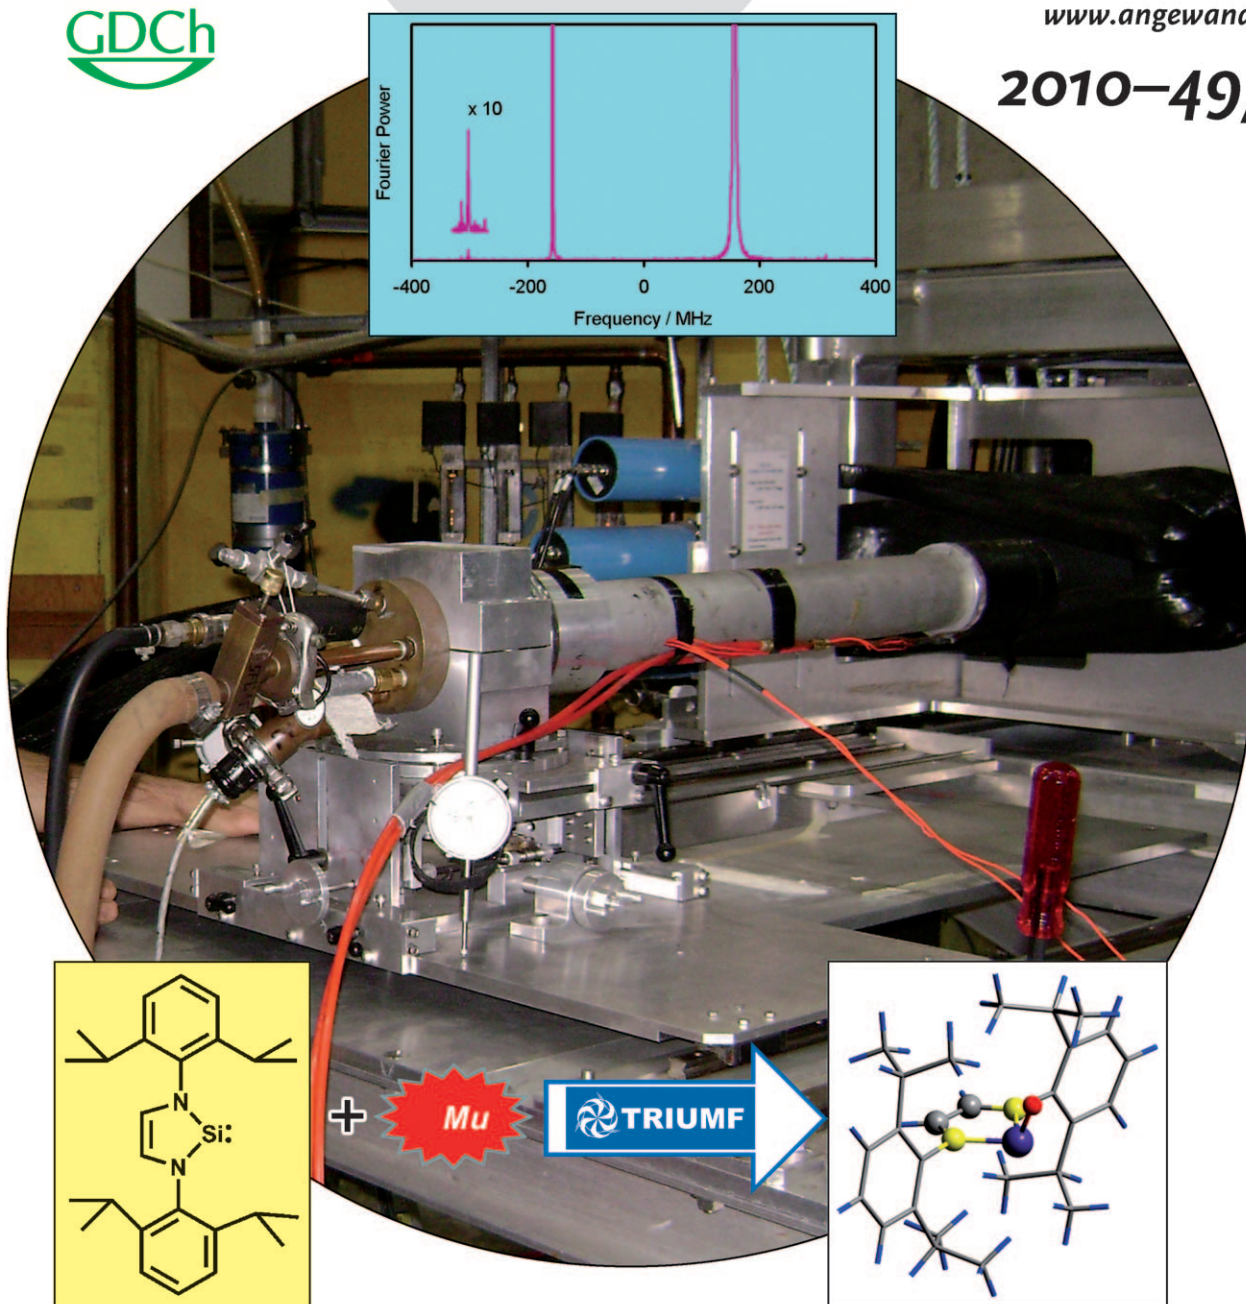 GDCh
www.angewand
2010–49,
Fourier Power
x 10
-400
-200
0
200
400
Frequency / MHz
N
Si:
N
+
Mu
TRIUMF